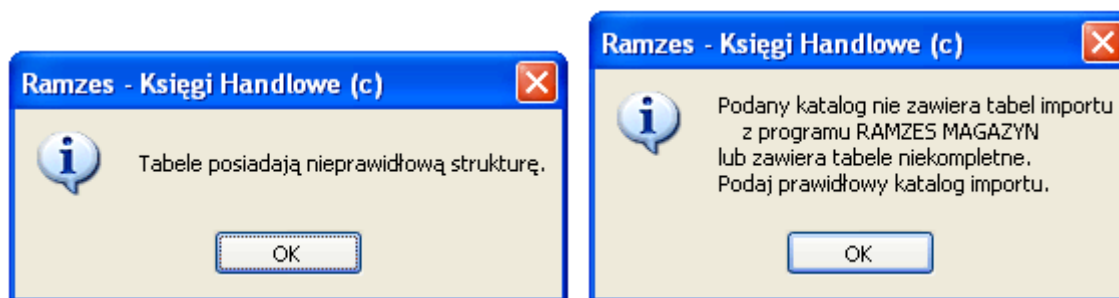 Ramzes - Księgi Handlowe (c)
Tabele posiadają nieprawidłową strukturę.
OK
Ramzes - Księgi Handlowe (c)
Podany katalog nie zawiera tabel importu
z programu RAMZES MAGAZYN
lub zawiera tabele niekompletne.
Podaj prawidłowy katalog importu.
OK